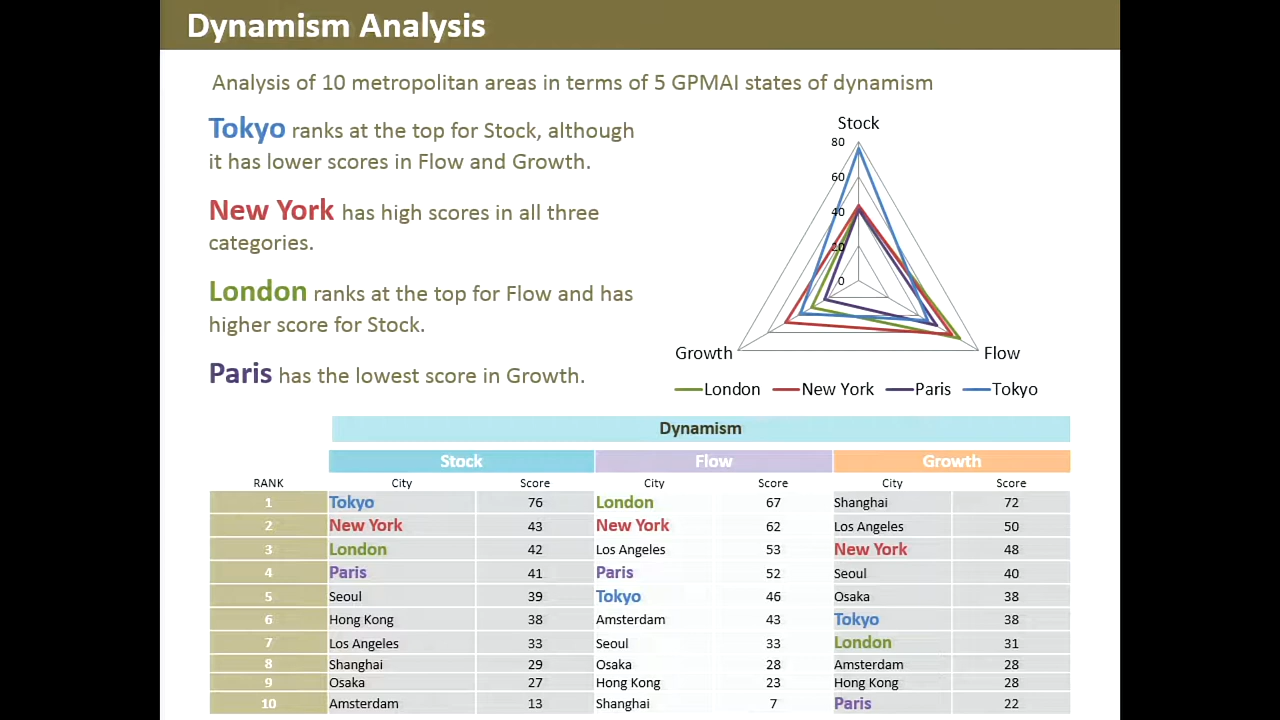 Dynamism Analysis
Analysis of 10 metropolitan areas in terms of 5 GPMAI states of dynamism
Tokyo ranks at the top for Stock, although
it has lower scores in Flow and Growth.
New York has high scores in all three
categories.
London ranks at the top for Flow and has
higher score for Stock.
Paris has the lowest score in Growth.
Stock
80
60
40
20
0
Growth
Flow
London New York Paris Tokyo
Dynamism
Stock Flow Growth
RANK City Score City Score City Score
1 Tokyo 76 London 67 Shanghai 72
2 New York 43 New York 62 Los Angeles 50
3 London 42 Los Angeles 53 New York 48
4 Paris 41 Paris 52 Seoul 40
5 Seoul 39 Tokyo 46 Osaka 38
6 Hong Kong 38 Amsterdam 43 Tokyo 38
7 Los Angeles 33 Seoul 33 London 31
8 Shanghai 29 Osaka 28 Amsterdam 28
9 Osaka 27 Hong Kong 23 Hong Kong 28
10 Amsterdam 13 Shanghai 7 Paris 22